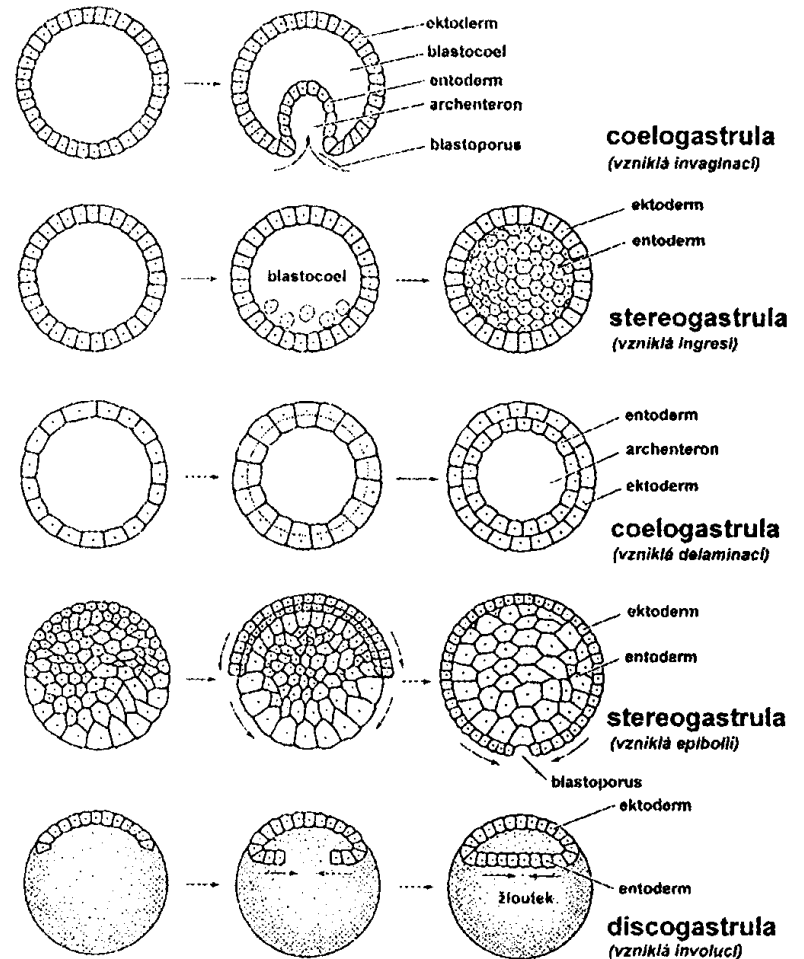 ektoderm
blastocoel
entoderm
archenteron
blastoporus
coelogastrula
(vzniklá invaginací)
ektoderm
entoderm
blastocoel
stereogastrula
(vzniklá ingresí)
entoderm
archenteron
ektoderm
coelogastrula
(vzniklá delaminací)
ektoderm
entoderm
stereogastrula
(vzniklá epibolií)
blastoporus
ektoderm
entoderm
žloutek
discogastrula
(vzniklá involucí)